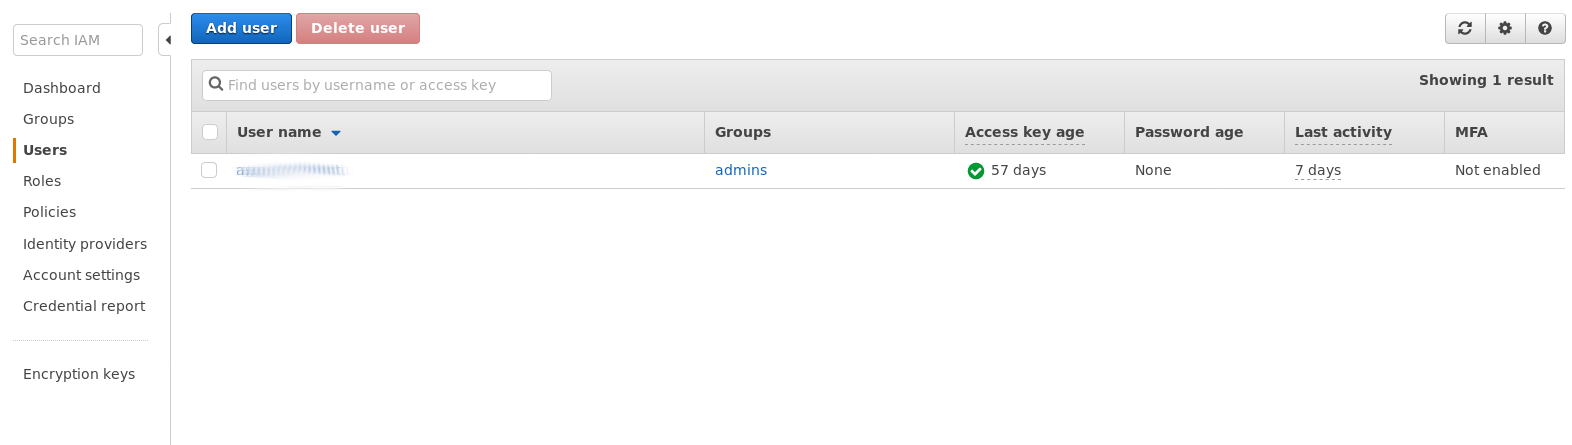 Search IAM
Dashboard
Groups
Users
Roles
Policies
Identity providers
Account settings
Credential report
Encryption keys
Add user Delete user
Find users by username or access key Showing 1 result
User name Groups Access key age Password age Last activity MFA
admins 57 days None 7 days Not enabled